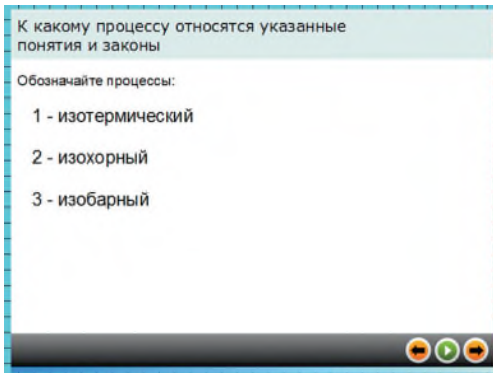 К какому процессу относятся указанные
понятия и законы
Обозначайте процессы:
1 - изотермический
2 - изохорный
3 - изобарный